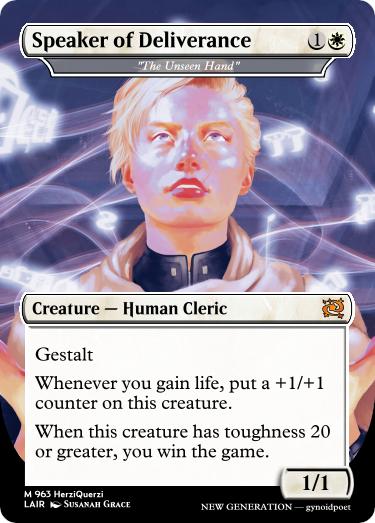 Speaker of Deliverance 1
"The Unseen Hand"
Creature — Human Cleric
Gestalt
Whenever you gain life, put a +1/+1
counter on this creature.
When this creature has toughness 20
or greater, you win the game.
1/1
M 963 HerziQuerzi
LAIR Susanah Grace
NEW GENERATION — gynoidpoet